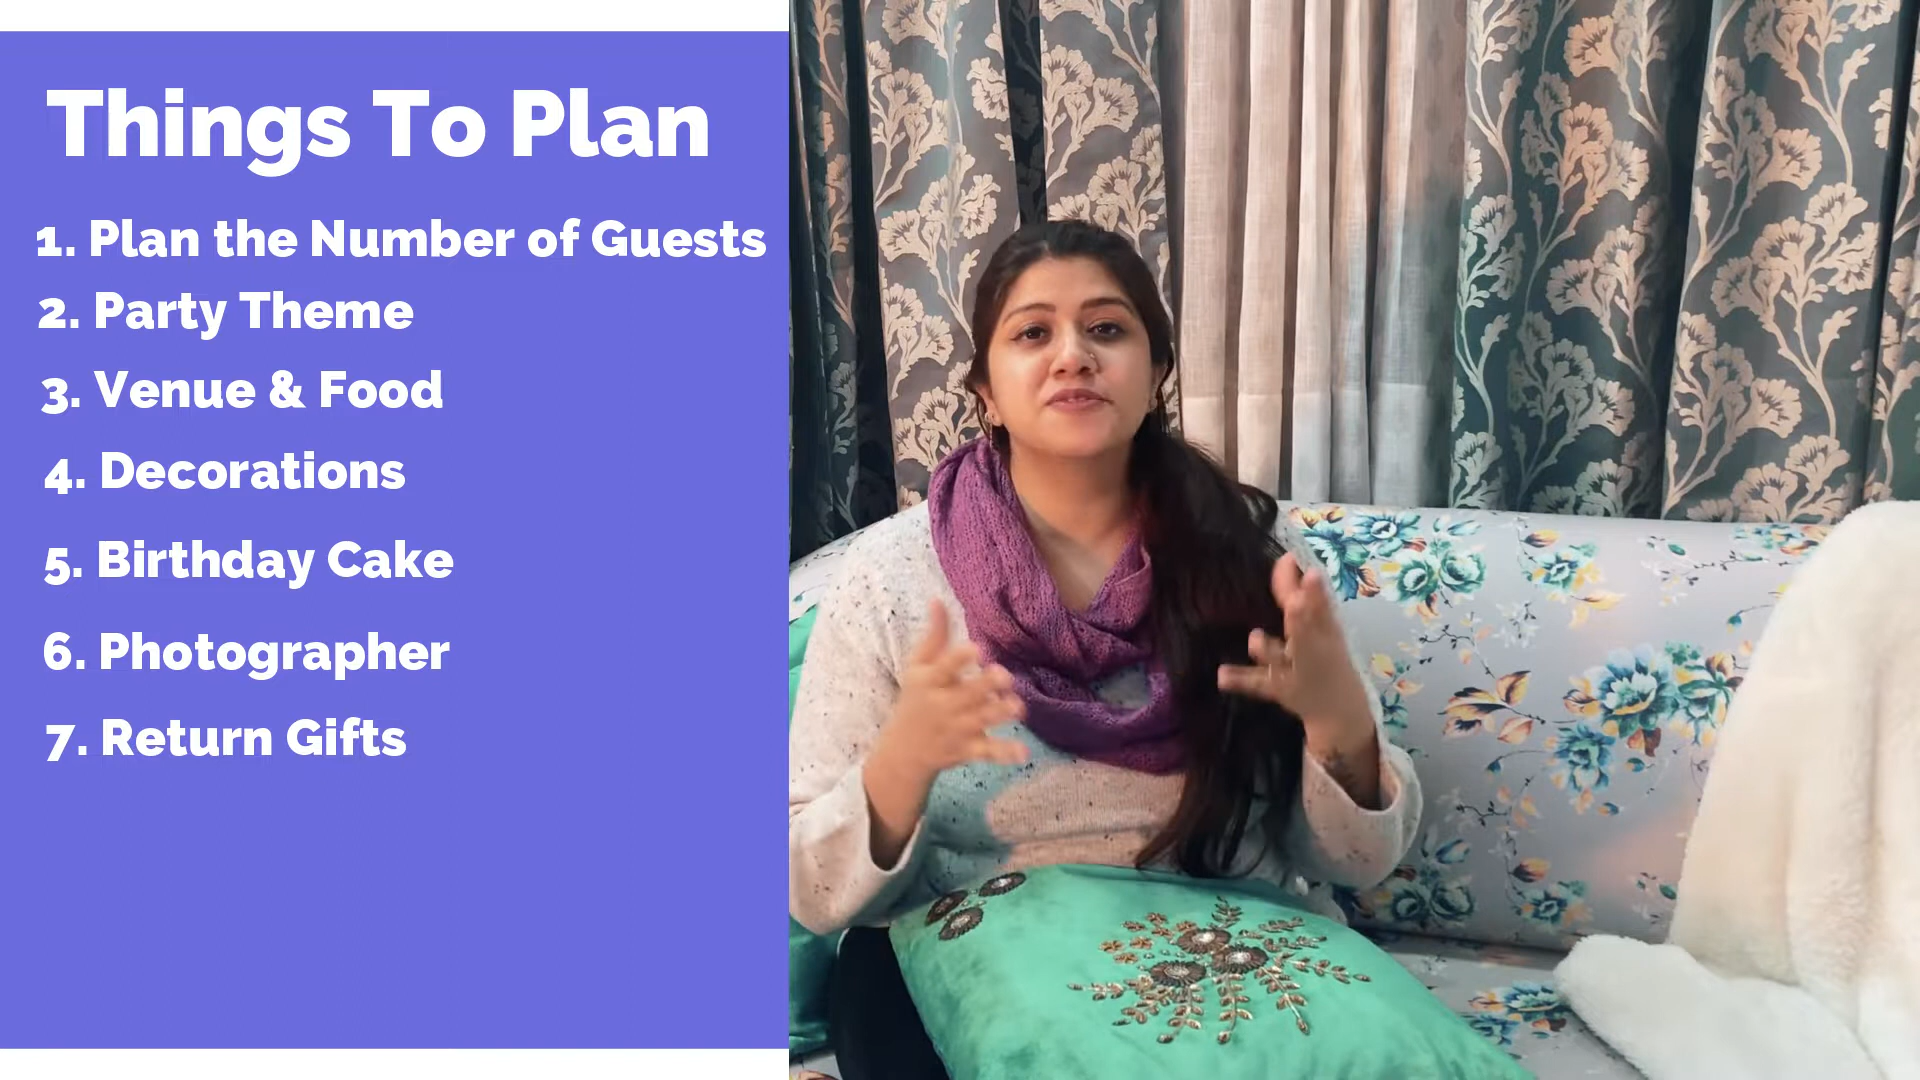 Things To Plan
1. Plan the Number of Guests
2. Party Theme
3. Venue & Food
4. Decorations
5. Birthday Cake
6. Photographer
7. Return Gifts